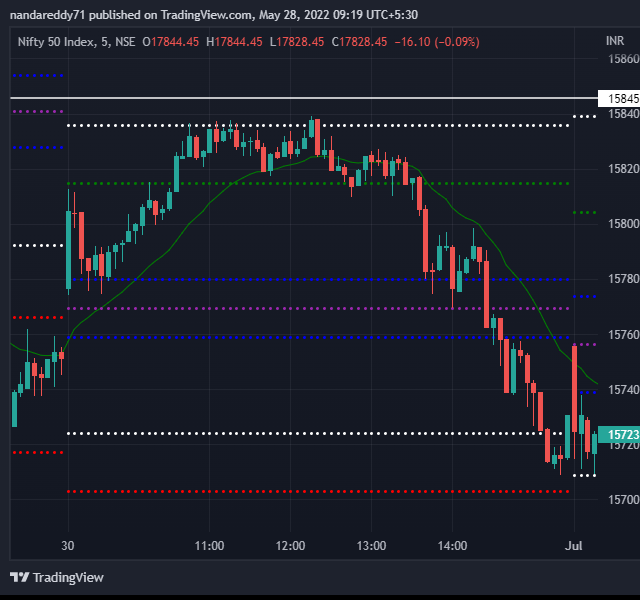 nandareddy71 published on TradingView.com, May 28, 2022 09:19 UTC+5:30
Nifty 50 Index, 5, NSE O17844.45 H17844.45 L17828.45 C17828.45 −16.10 (−0.09%)
INR
15860
15845
15840
15820
15800
15780
15760
15740
15723
15720
15700
30 11:00 12:00 13:00 14:00 Jul
TradingView